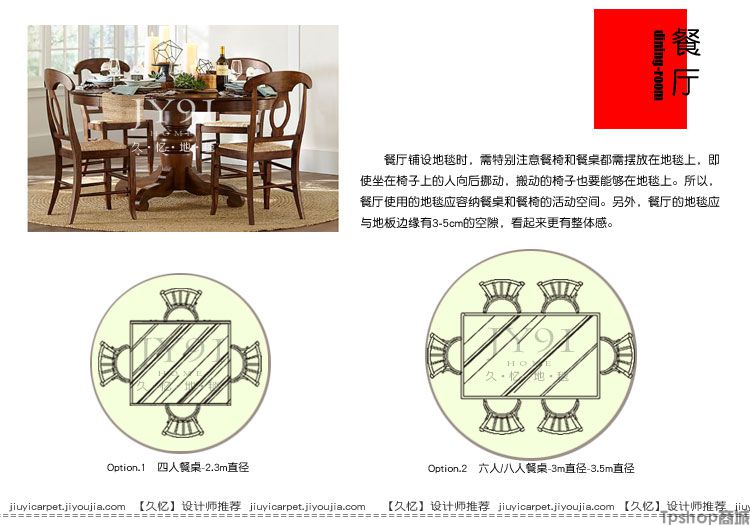 餐厅
dining-room
JY91
HOME
久·忆·地·毯
餐厅铺设地毯时，需特别注意餐椅和餐桌都需摆放在地毯上，即
使坐在椅子上的人向后挪动，搬动的椅子也要能够在地毯上。所以，
餐厅使用的地毯应容纳餐桌和餐椅的活动空间。另外，餐厅的地毯应
与地板边缘有3-5cm的空隙，看起来更有整体感。
JY91
HOME
久·忆·地·毯
JY91
HOME
久·忆·地·毯
Option.1 四人餐桌-2.3m直径
Option.2 六人/八人餐桌-3m直径-3.5m直径
jiuyicarpet.jiyoujia.com 【久忆】设计师推荐 jiuyicarpet.jiyoujia.com 【久忆】设计师推荐 jiuyicarpet.jiyoujia.com 【久忆】设计师推荐 jiu
Tpshop商城